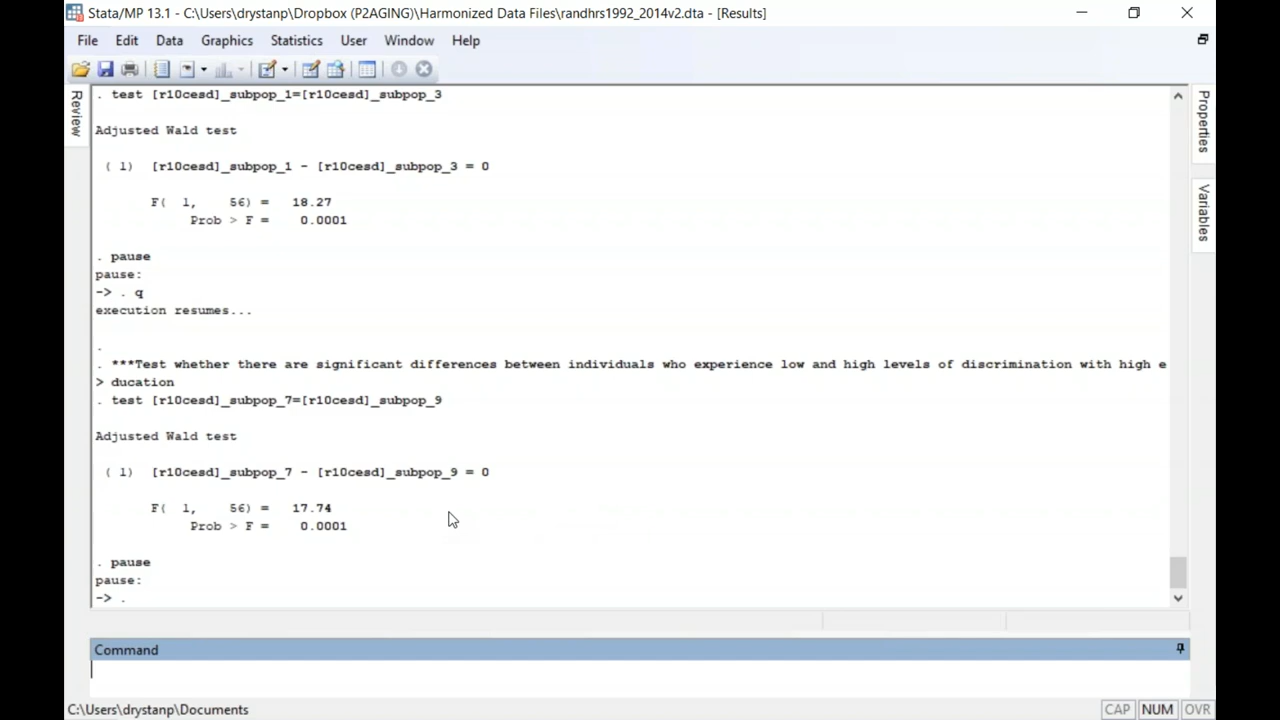 Stata/MP 13.1 - C:\Users\drystanp\Dropbox (P2AGING)\Harmonized Data Files\randhrs1992_2014v2.dta - [Results]
File Edit Data Graphics Statistics User Window Help
Review
Properties
Variables
. test [r10cesd]_subpop_1=[r10cesd]_subpop_3
Adjusted Wald test
( 1) [r10cesd]_subpop_1 - [r10cesd]_subpop_3 = 0
F( 1, 56) = 18.27
Prob > F = 0.0001
. pause
pause:
-> . q
execution resumes...
.
. ***Test whether there are significant differences between individuals who experience low and high levels of discrimination with high e
> ducation
. test [r10cesd]_subpop_7=[r10cesd]_subpop_9
Adjusted Wald test
( 1) [r10cesd]_subpop_7 - [r10cesd]_subpop_9 = 0
F( 1, 56) = 17.74
Prob > F = 0.0001
. pause
pause:
-> .
Command
C:\Users\drystanp\Documents
CAP NUM OVR